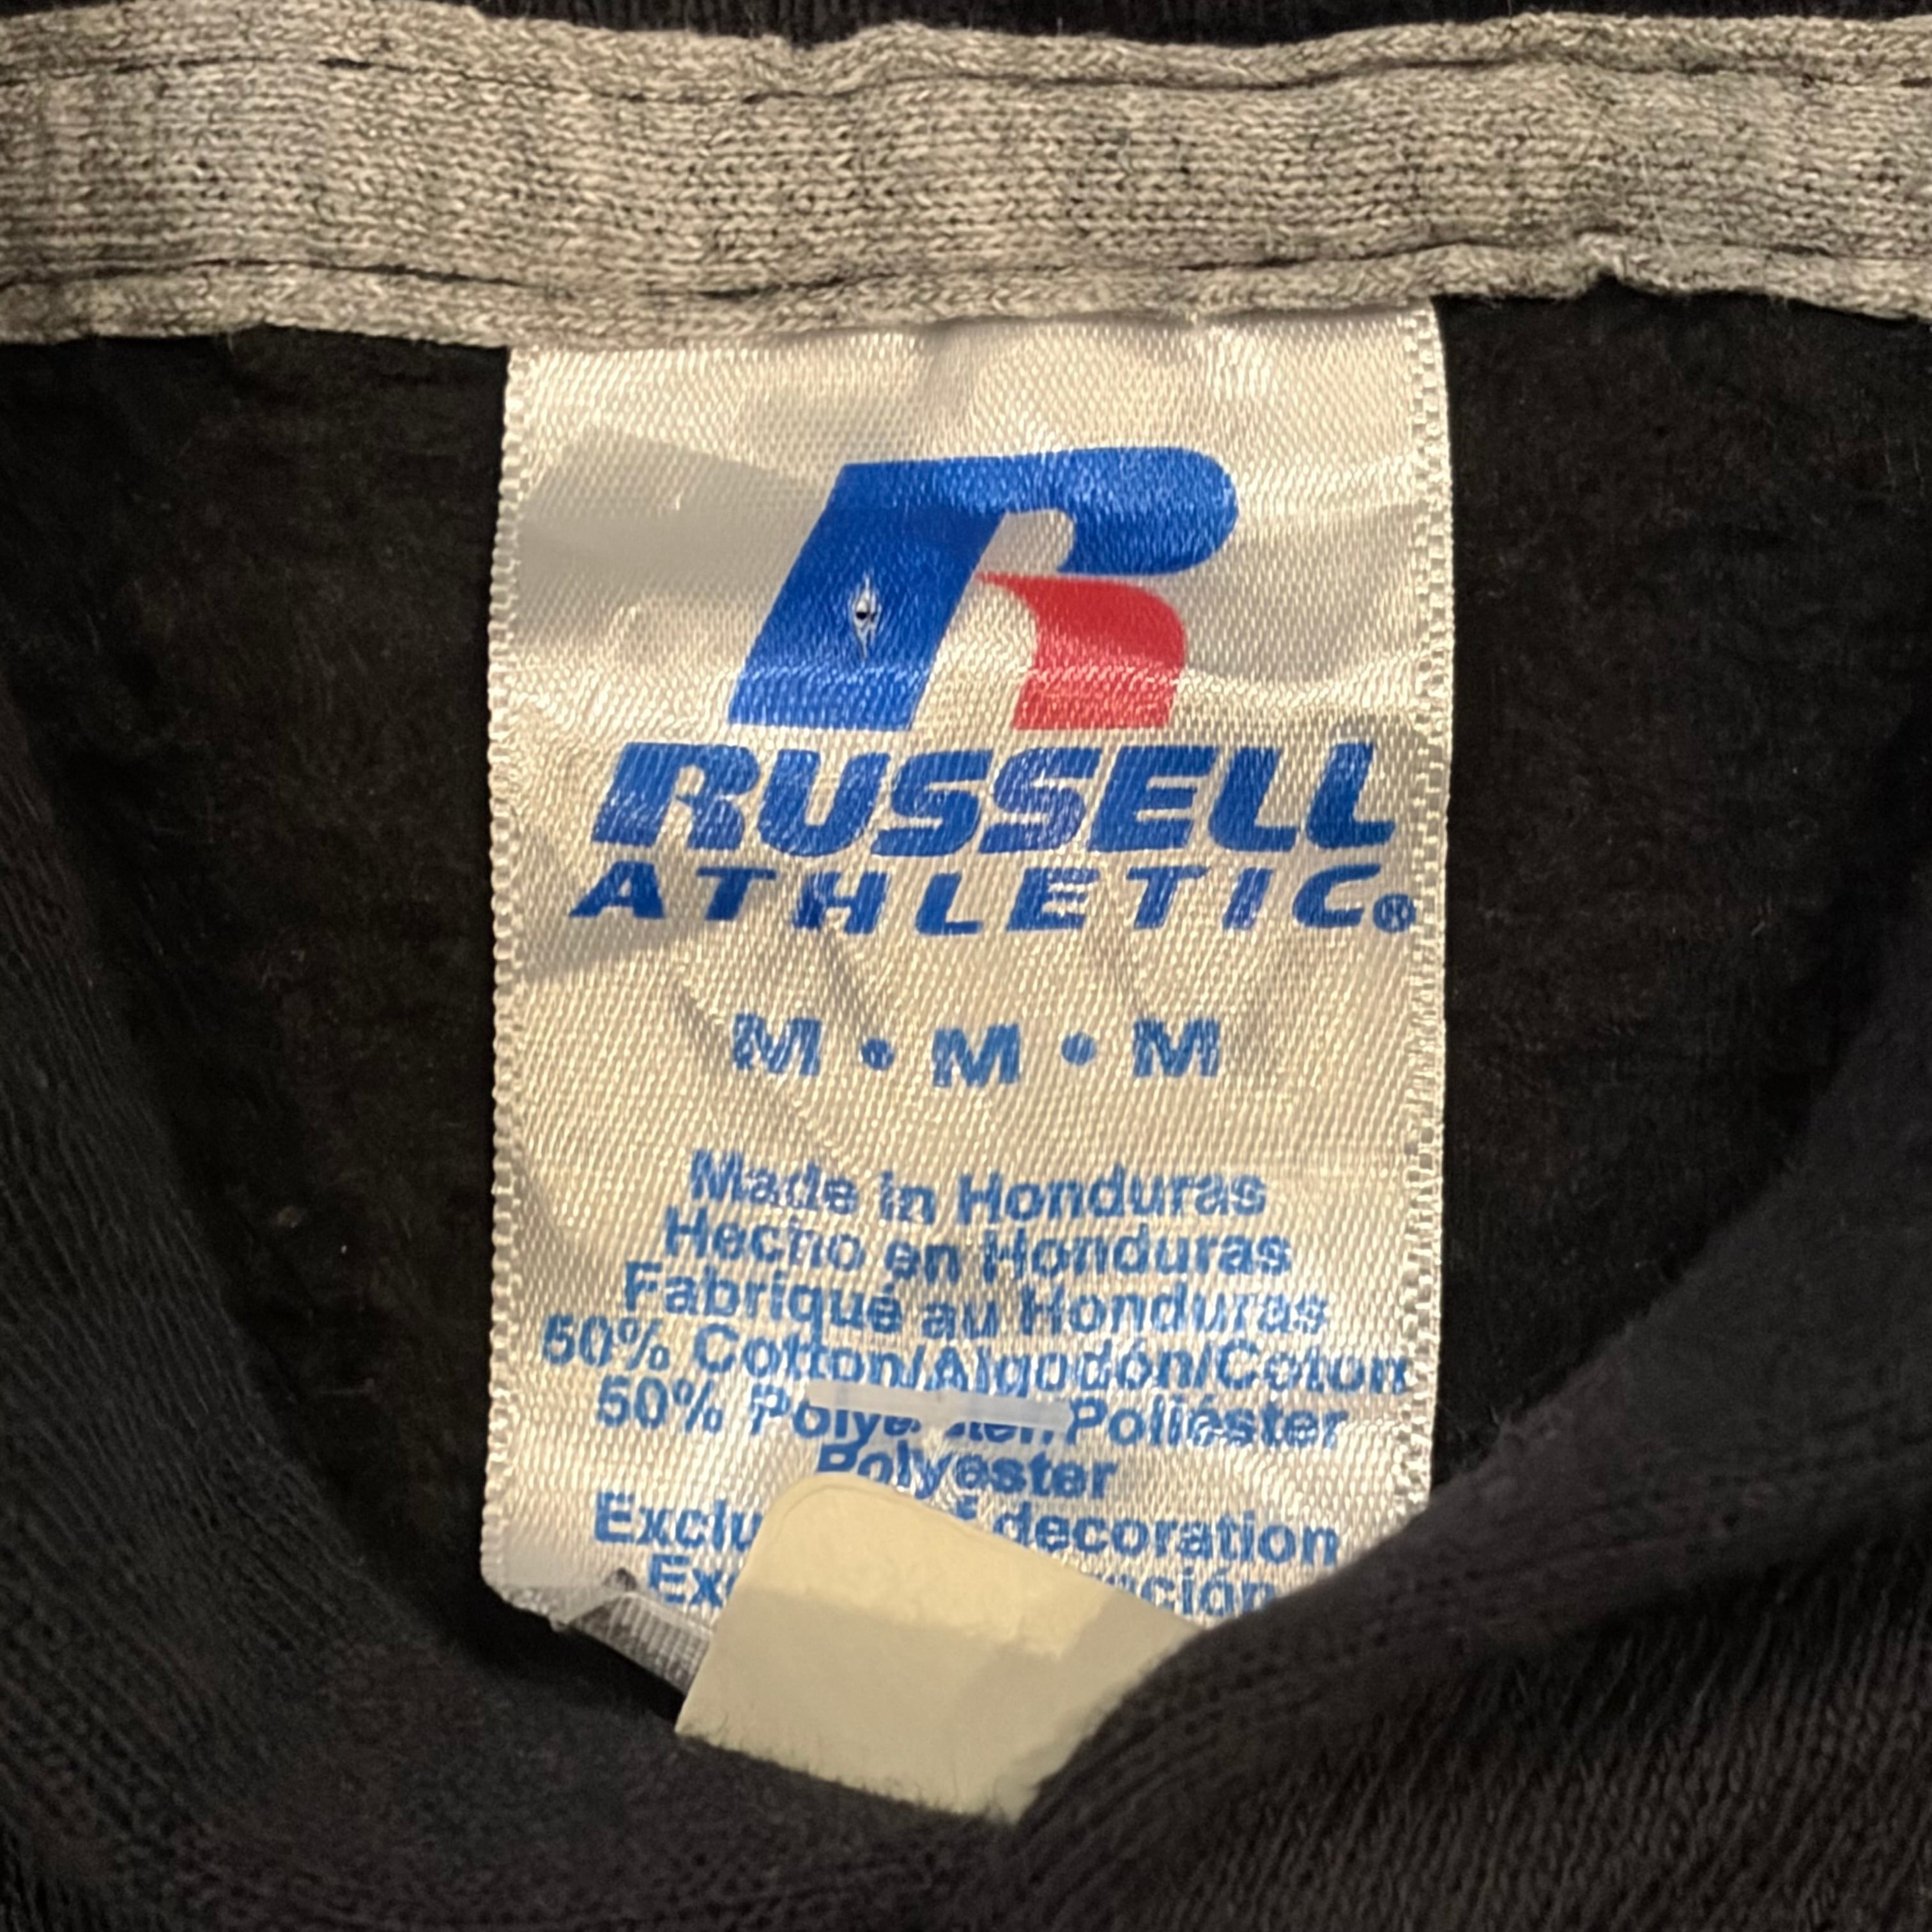 RUSSELL
ATHLETIC®
M • M • M
Made in Honduras
Hecho en Honduras
Fabriqué au Honduras
50% Cotton/Algodón/Coton
50% Poliéster
Polyester
decoration